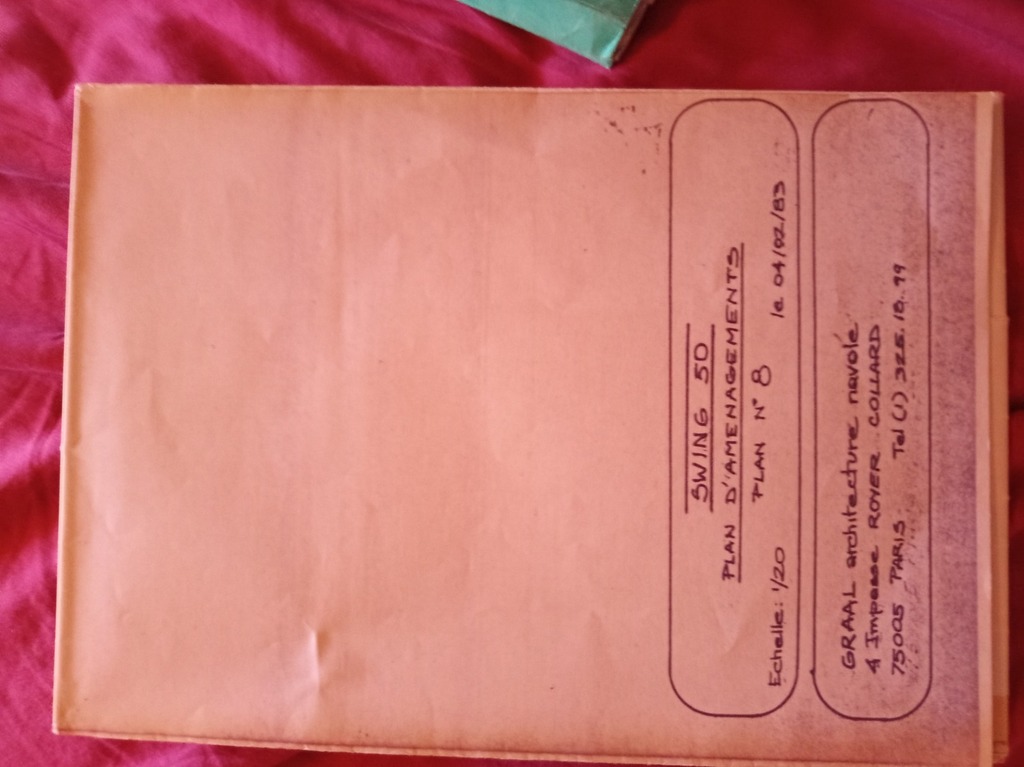 SWING 50
PLAN D'AMENAGEMENTS
PLAN N° 8
Echelle: 1/20 le 04/02/83
GRAAL architecture navale
4 Impasse ROYER COLLARD
75005 PARIS. Tel (1) 325.18.99